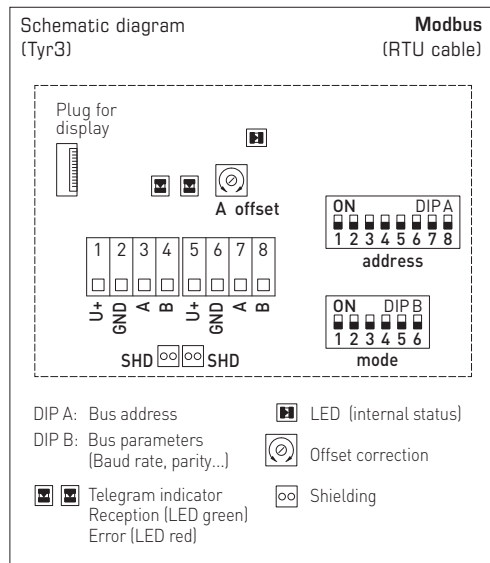 Schematic diagram
(Tyr3)
Modbus
(RTU cable)
Plug for
display
A offset
ON DIP A
1 2 3 4 5 6 7 8
address
1 2 3 4 5 6 7 8
U+ GND A B U+ GND A B
ON DIP B
1 2 3 4 5 6
mode
SHD SHD
DIP A: Bus address
DIP B: Bus parameters
(Baud rate, parity...)
Telegram indicator
Reception (LED green)
Error (LED red)
LED (internal status)
Offset correction
Shielding